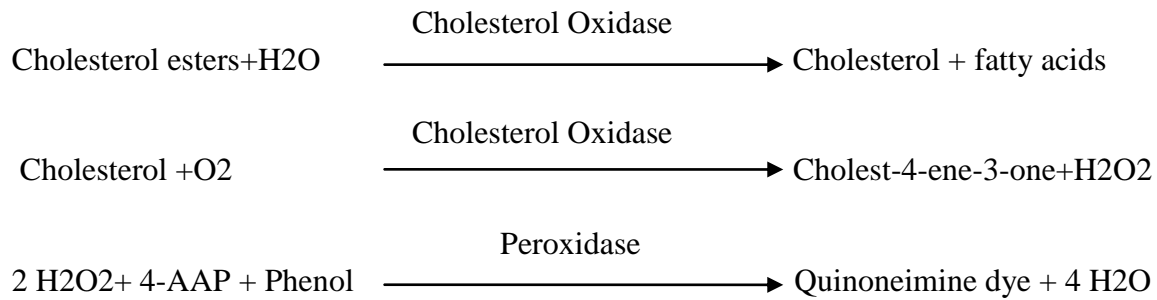 Cholesterol Oxidase
Cholesterol esters+H2O Cholesterol + fatty acids
Cholesterol Oxidase
Cholesterol +O2 Cholest-4-ene-3-one+H2O2
Peroxidase
2 H2O2+ 4-AAP + Phenol Quinoneimine dye + 4 H2O